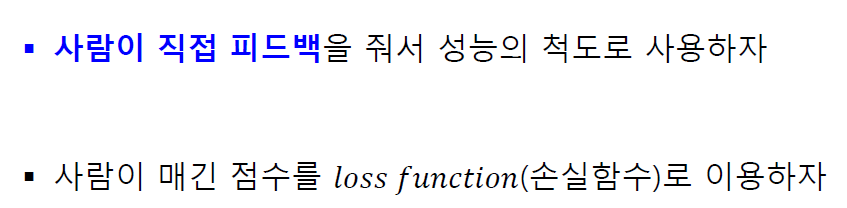 ▪ 사람이 직접 피드백을 줘서 성능의 척도로 사용하자
▪ 사람이 매긴 점수를 loss function(손실함수)로 이용하자